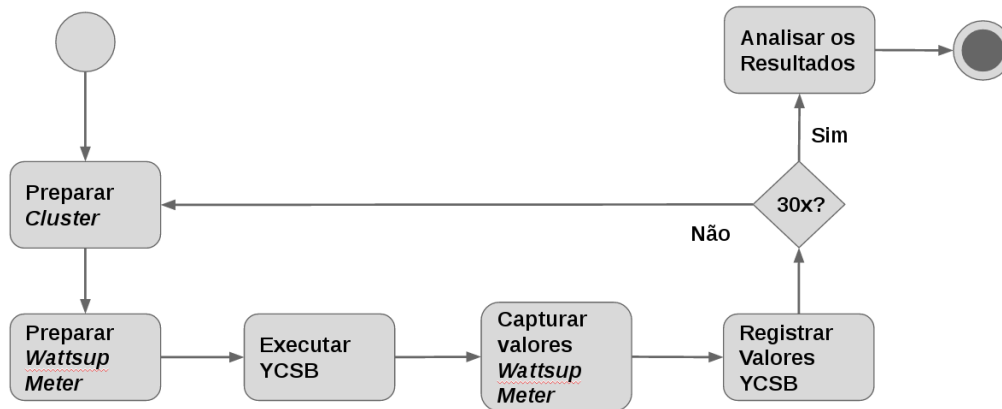 Preparar
Cluster
Preparar
Wattsup
Meter
Executar
YCSB
Capturar
valores
Wattsup
Meter
Registrar
Valores
YCSB
30x?
Não
Sim
Analisar os
Resultados